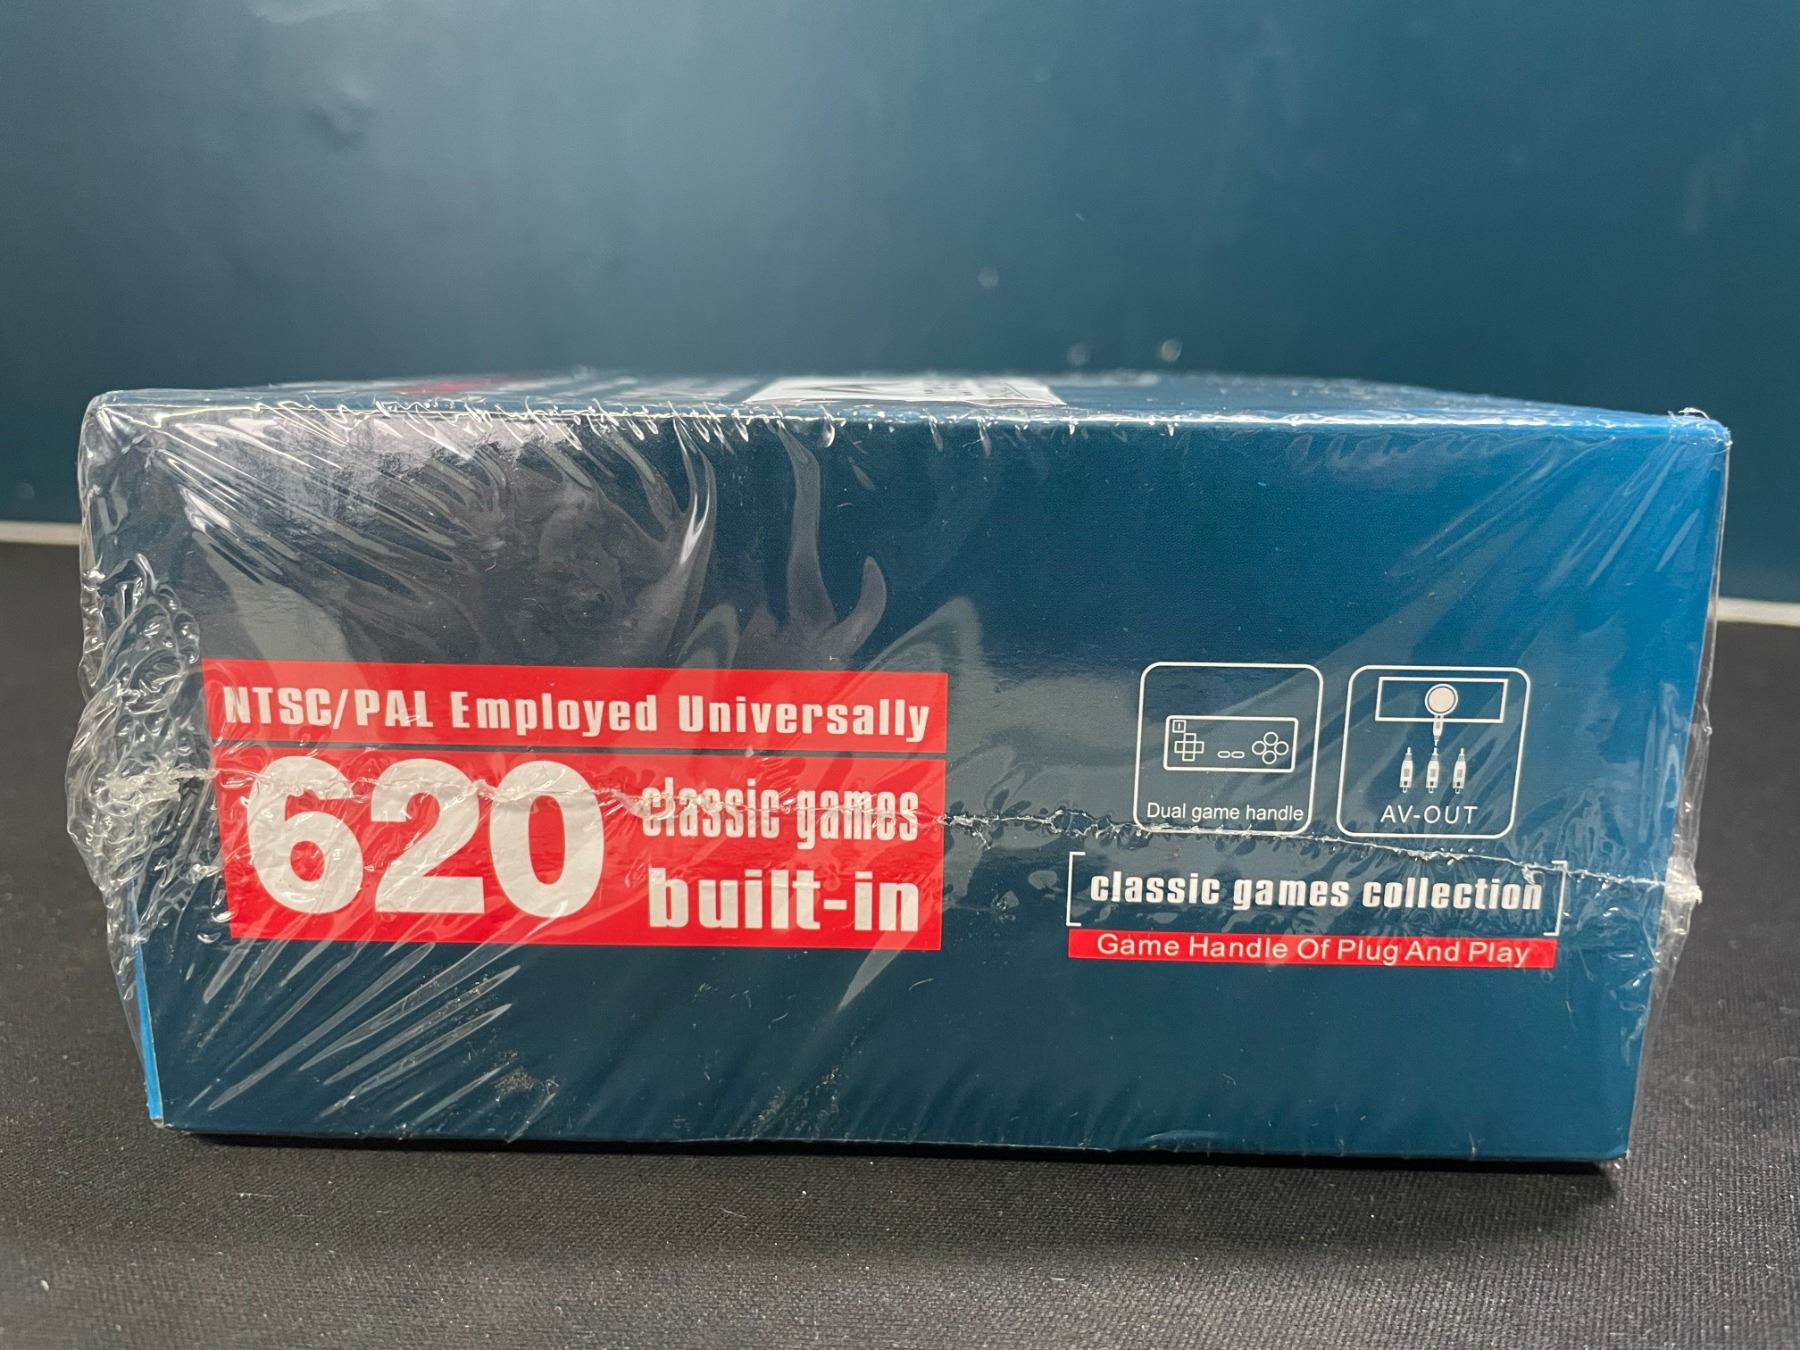 NTSC/PAL Employed Universally
620 classic games
built-in
Dual game handle
AV-OUT
classic games collection
Game Handle Of Plug And Play